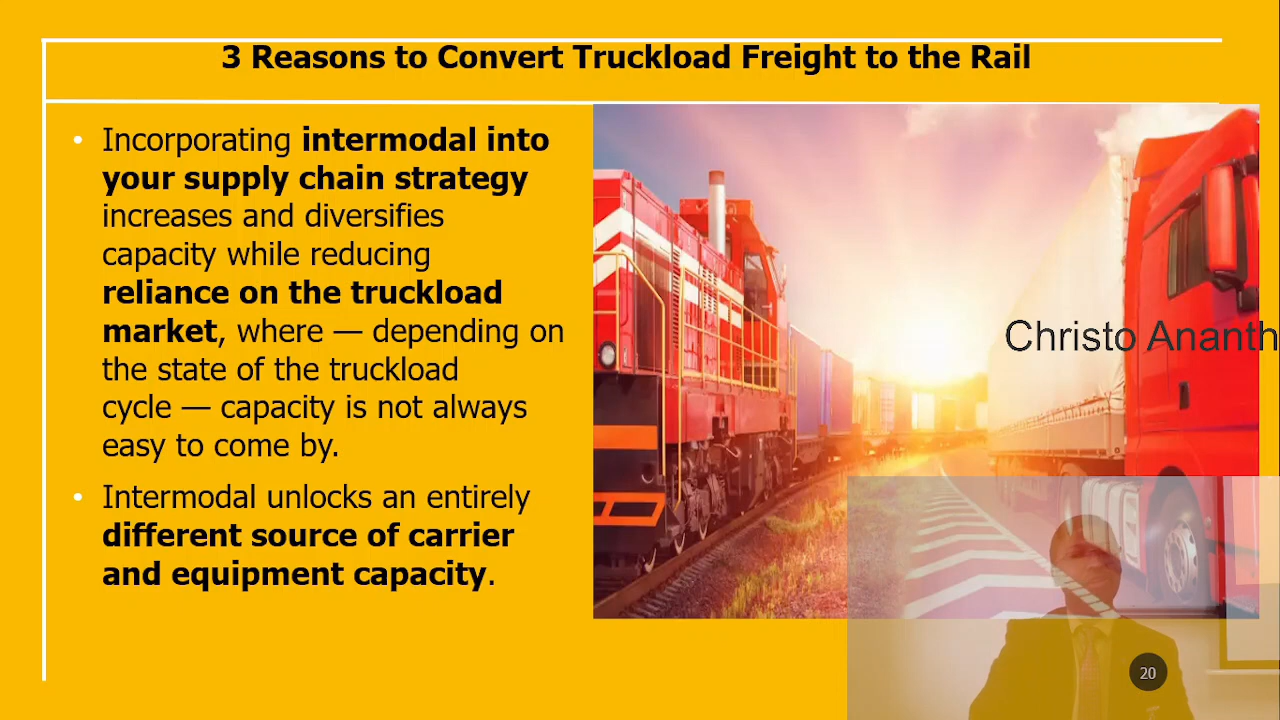 3 Reasons to Convert Truckload Freight to the Rail
• Incorporating intermodal into
your supply chain strategy
increases and diversifies
capacity while reducing
reliance on the truckload
market, where — depending on
the state of the truckload
cycle — capacity is not always
easy to come by.
• Intermodal unlocks an entirely
different source of carrier
and equipment capacity.
Christo Ananth
20